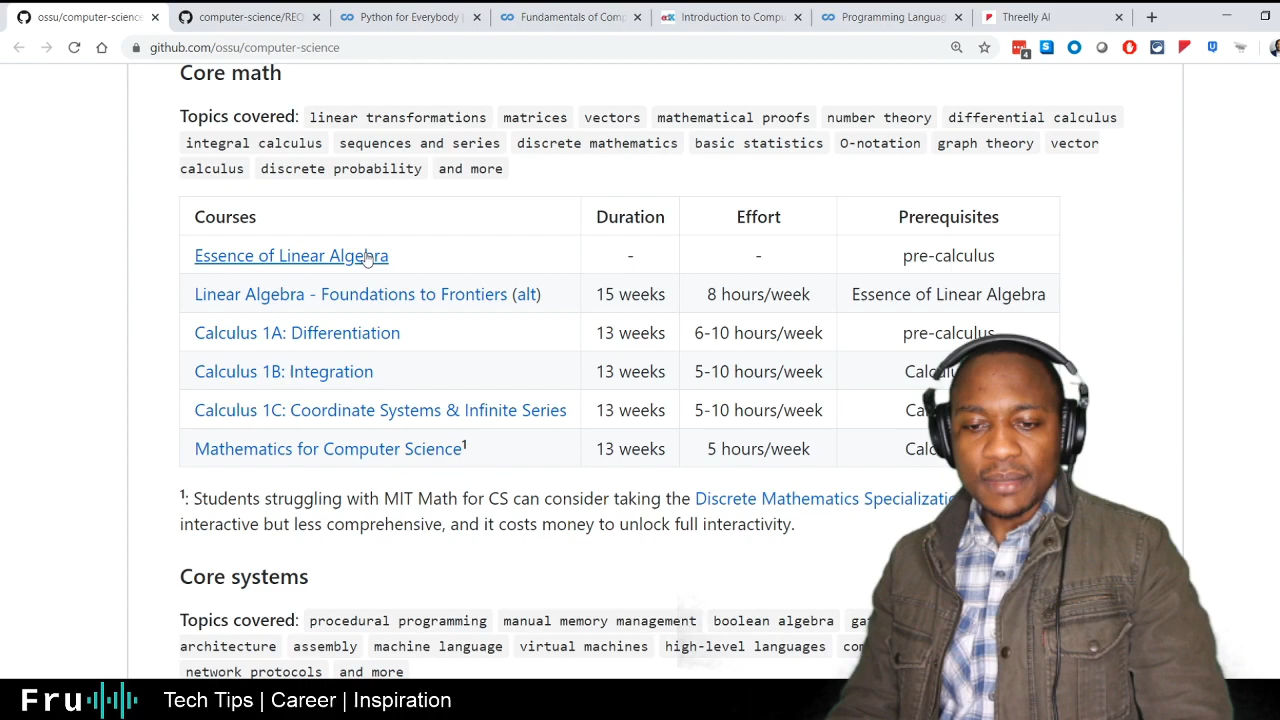 ossu/computer-science
computer-science/REQ
Python for Everybody
Fundamentals of Comp
edX
Introduction to Compu
Programming Languag
Threelly AI
github.com/ossu/computer-science
4
Core math
Topics covered: linear transformations matrices vectors mathematical proofs number theory differential calculus
integral calculus sequences and series discrete mathematics basic statistics O-notation graph theory vector
calculus discrete probability and more
Courses Duration Effort Prerequisites
Essence of Linear Algebra - - pre-calculus
Linear Algebra - Foundations to Frontiers (alt) 15 weeks 8 hours/week Essence of Linear Algebra
Calculus 1A: Differentiation 13 weeks 6-10 hours/week pre-calculus
Calculus 1B: Integration 13 weeks 5-10 hours/week
Calculus 1C: Coordinate Systems & Infinite Series 13 weeks 5-10 hours/week
Mathematics for Computer Science¹ 13 weeks 5 hours/week
¹: Students struggling with MIT Math for CS can consider taking the Discrete Mathematics
interactive but less comprehensive, and it costs money to unlock full interactivity.
Core systems
Topics covered: procedural programming manual memory management boolean algebra
architecture assembly machine language virtual machines high-level languages
network protocols and more
Fru
Tech Tips | Career | Inspiration